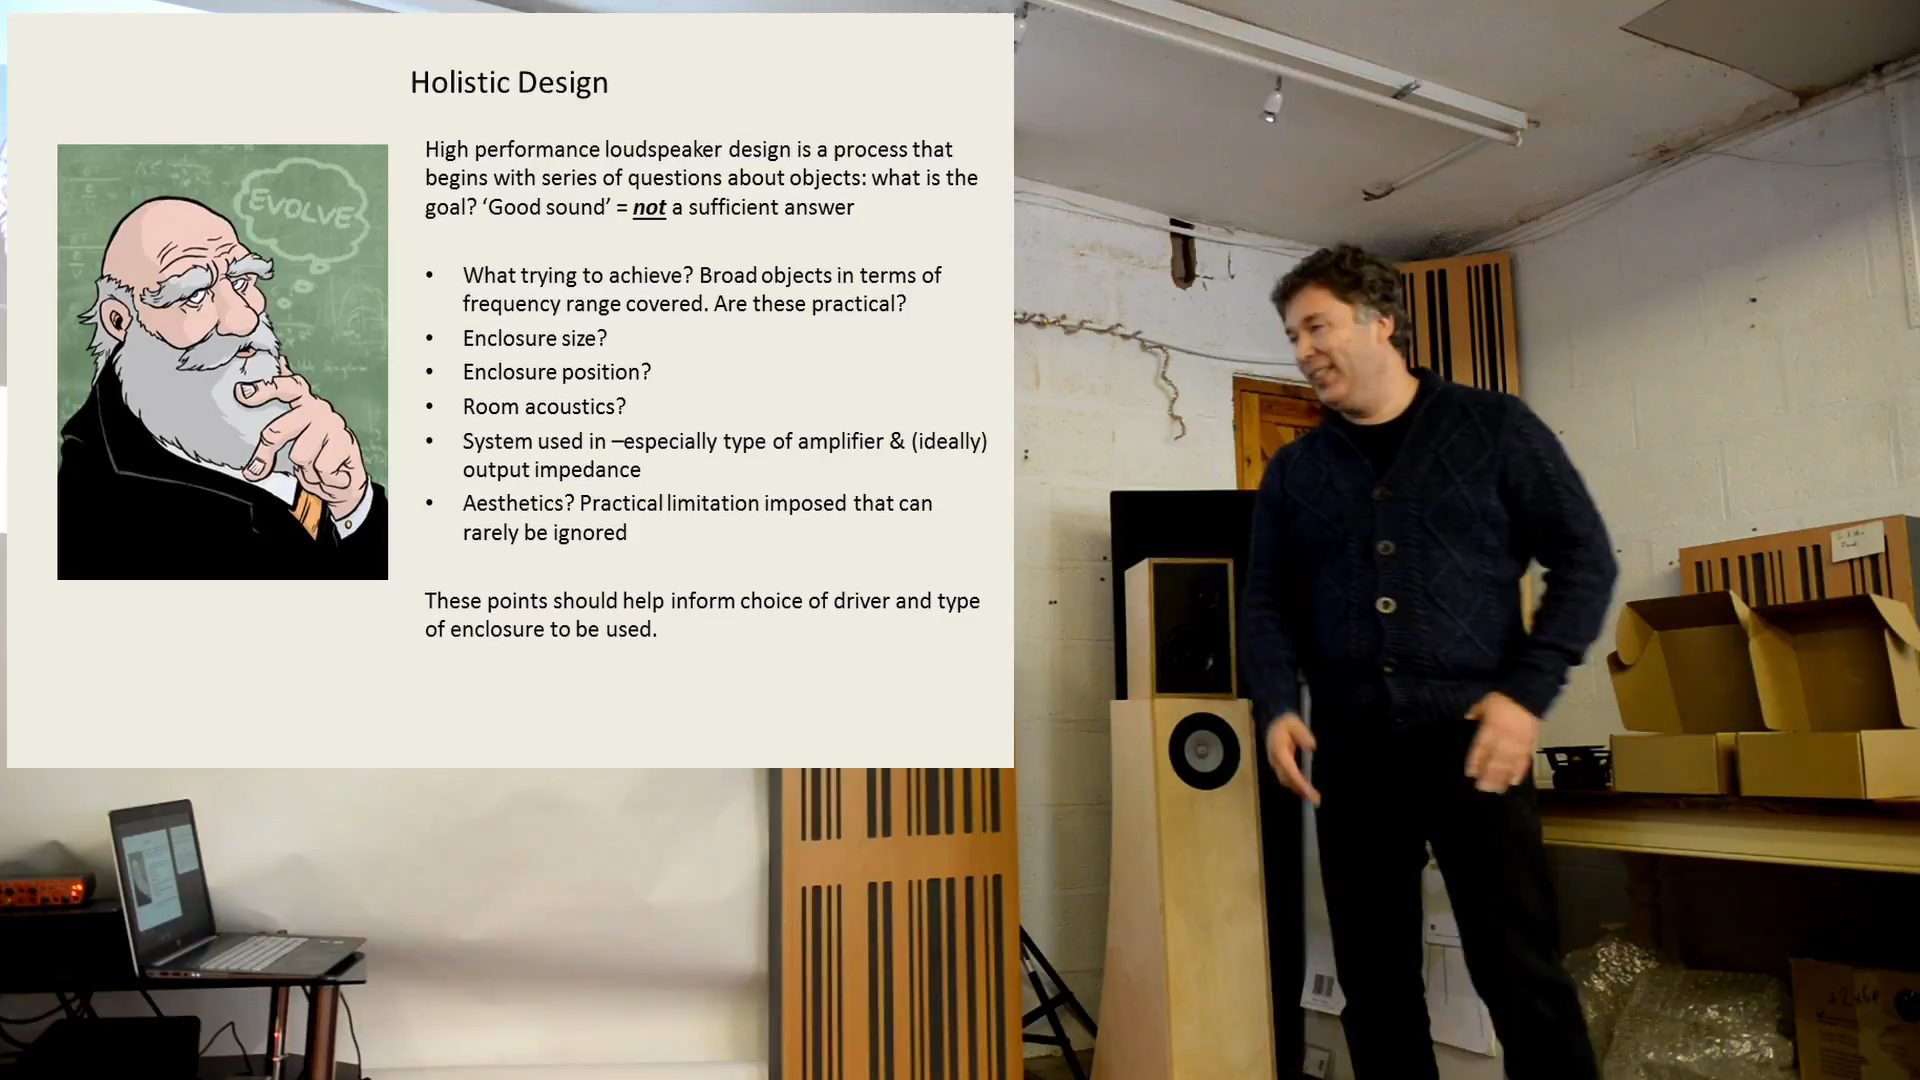 Holistic Design
EVOLVE
High performance loudspeaker design is a process that
begins with series of questions about objects: what is the
goal? ‘Good sound’ = not a sufficient answer
• What trying to achieve? Broad objects in terms of
frequency range covered. Are these practical?
• Enclosure size?
• Enclosure position?
• Room acoustics?
• System used in –especially type of amplifier & (ideally)
output impedance
• Aesthetics? Practical limitation imposed that can
rarely be ignored
These points should help inform choice of driver and type
of enclosure to be used.